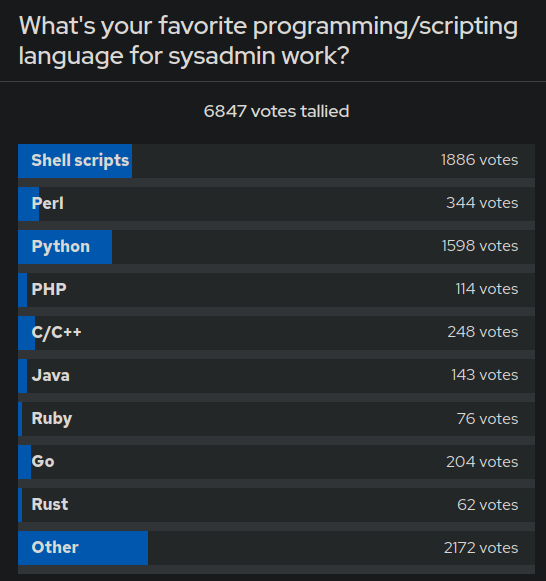 What's your favorite programming/scripting
language for sysadmin work?
6847 votes tallied
Shell scripts 1886 votes
Perl 344 votes
Python 1598 votes
PHP 114 votes
C/C++ 248 votes
Java 143 votes
Ruby 76 votes
Go 204 votes
Rust 62 votes
Other 2172 votes